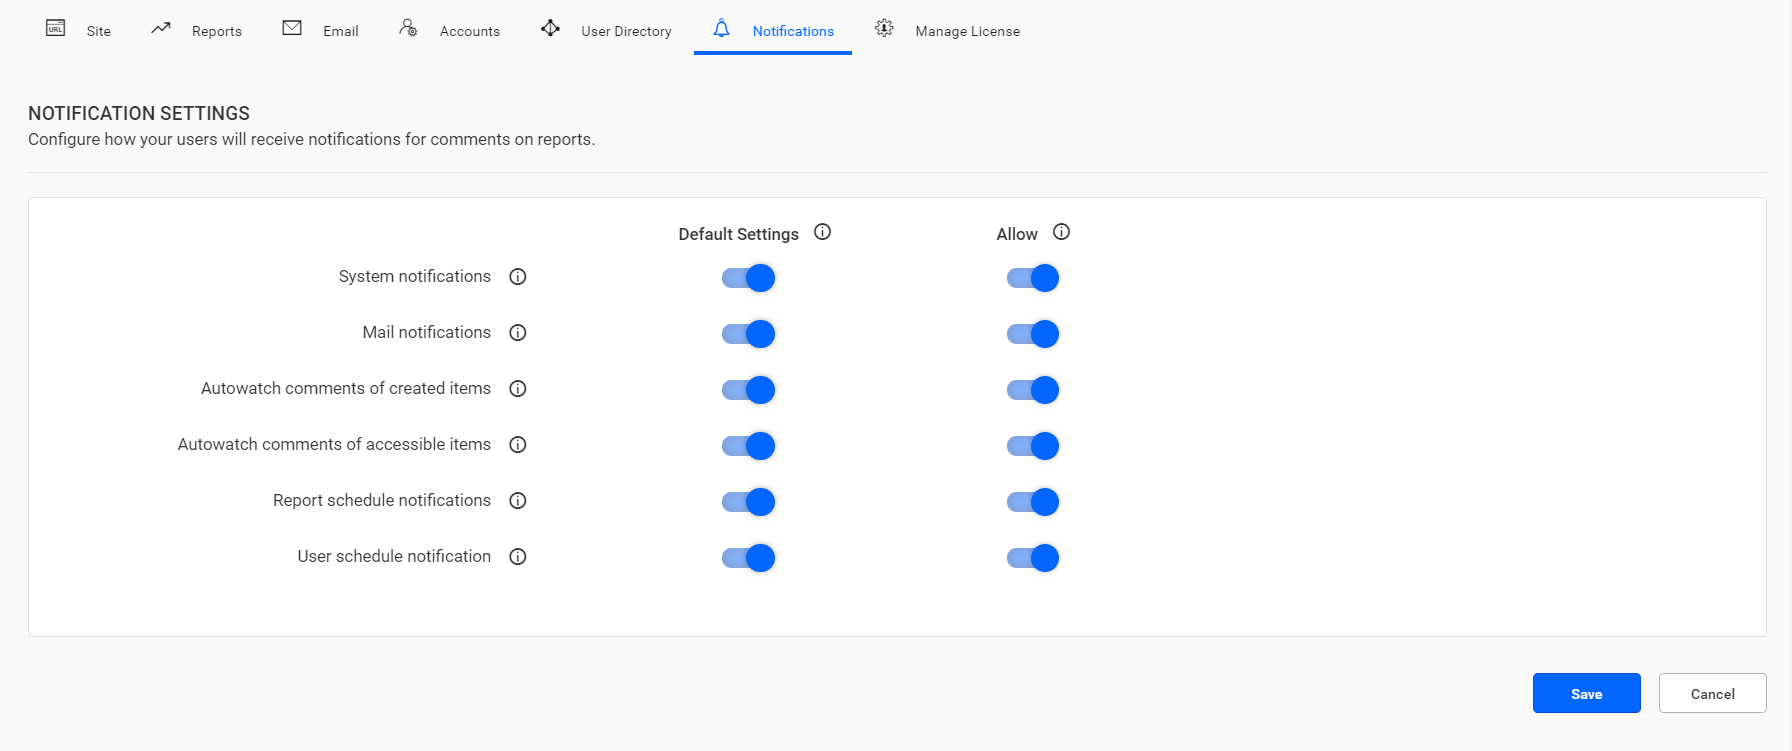 URL Site Reports Email Accounts User Directory Notifications Manage License
NOTIFICATION SETTINGS
Configure how your users will receive notifications for comments on reports.
Default Settings Allow
System notifications
Mail notifications
Autowatch comments of created items
Autowatch comments of accessible items
Report schedule notifications
User schedule notification
Save Cancel